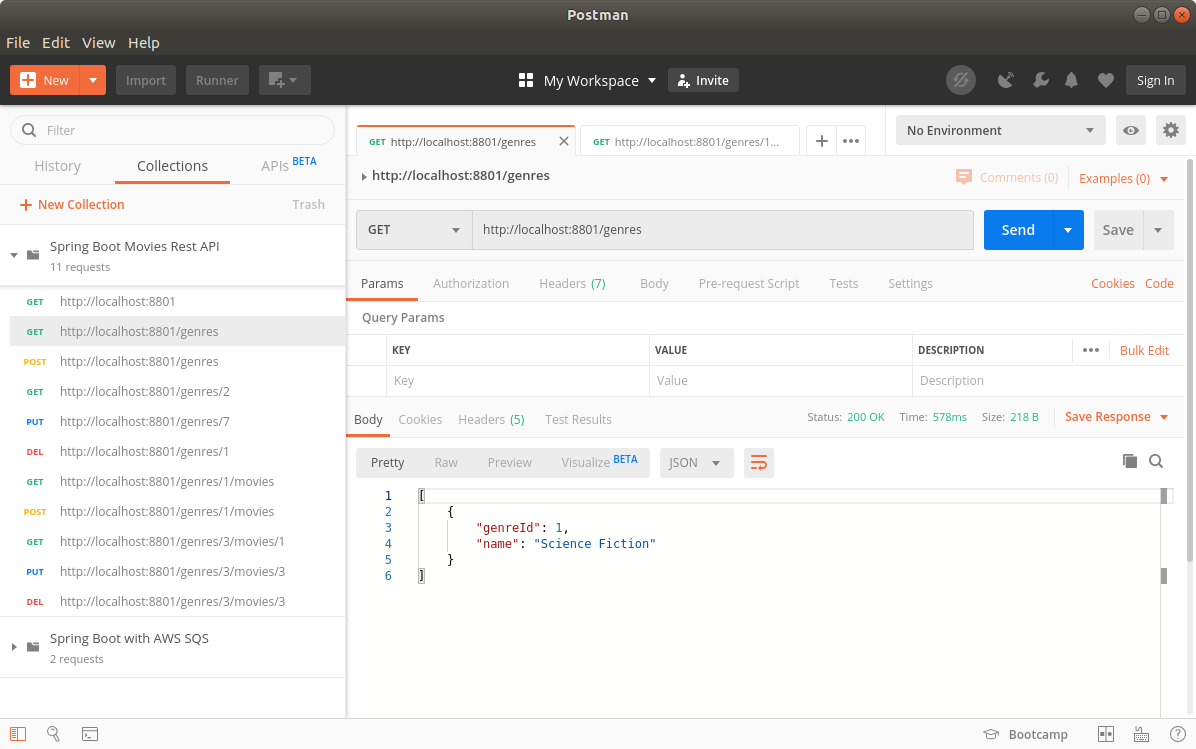 Postman
File Edit View Help
New Import Runner My Workspace Invite Sign In
Filter
History Collections APIs BETA
New Collection Trash
Spring Boot Movies Rest API
11 requests
GET http://localhost:8801
GET http://localhost:8801/genres
POST http://localhost:8801/genres
GET http://localhost:8801/genres/2
PUT http://localhost:8801/genres/7
DEL http://localhost:8801/genres/1
GET http://localhost:8801/genres/1/movies
POST http://localhost:8801/genres/1/movies
GET http://localhost:8801/genres/3/movies/1
PUT http://localhost:8801/genres/3/movies/3
DEL http://localhost:8801/genres/3/movies/3
Spring Boot with AWS SQS
2 requests
GET http://localhost:8801/genres GET http://localhost:8801/genres/1... No Environment
http://localhost:8801/genres Comments (0) Examples (0)
GET http://localhost:8801/genres Send Save
Params Authorization Headers (7) Body Pre-request Script Tests Settings Cookies Code
Query Params
KEY VALUE DESCRIPTION Bulk Edit
Key Value Description
Body Cookies Headers (5) Test Results Status: 200 OK Time: 578ms Size: 218 B Save Response
Pretty Raw Preview Visualize BETA JSON
1 [
2 {
3 "genreId": 1,
4 "name": "Science Fiction"
5 }
6 ]
Bootcamp